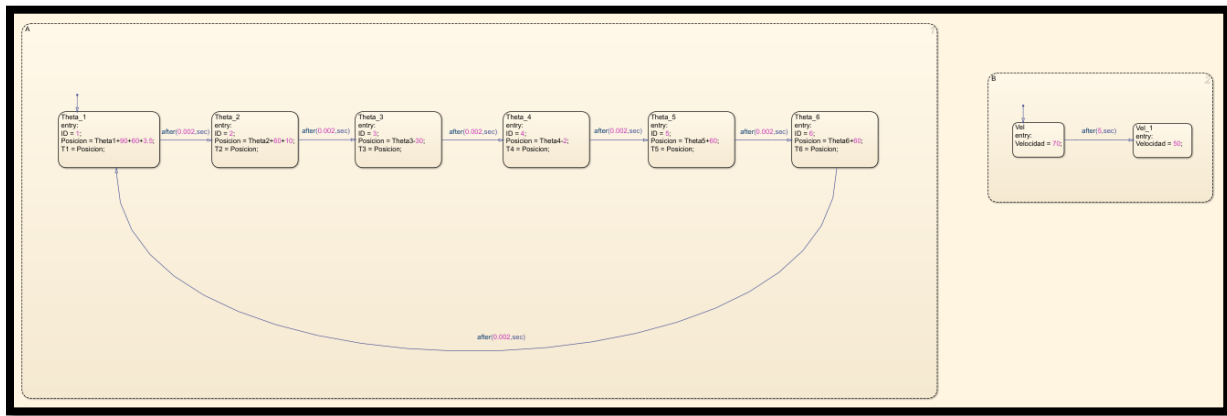 A
1
Theta_1
entry:
ID = 1;
Posicion = Theta1+90+60+3.5;
T1 = Posicion;
after(0.002,sec)
Theta_2
entry:
ID = 2;
Posicion = Theta2+60+10;
T2 = Posicion;
after(0.002,sec)
Theta_3
entry:
ID = 3;
Posicion = Theta3-30;
T3 = Posicion;
after(0.002,sec)
Theta_4
entry:
ID = 4;
Posicion = Theta4-2;
T4 = Posicion;
after(0.002,sec)
Theta_5
entry:
ID = 5;
Posicion = Theta5+60;
T5 = Posicion;
after(0.002,sec)
Theta_6
entry:
ID = 6;
Posicion = Theta6+60;
T6 = Posicion;
after(0.002,sec)
B
2
Vel
entry:
Velocidad = 70;
after(5,sec)
Vel_1
entry:
Velocidad = 50;